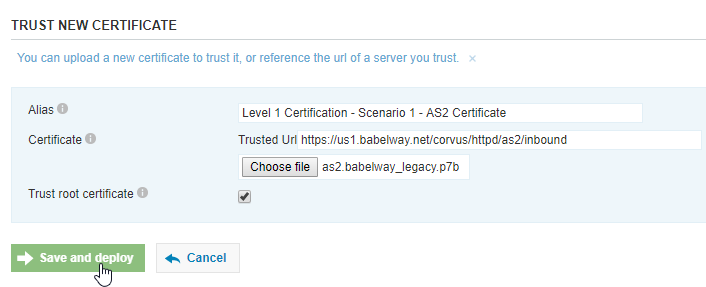 TRUST NEW CERTIFICATE
You can upload a new certificate to trust it, or reference the url of a server you trust. ×
Alias
Level 1 Certification - Scenario 1 - AS2 Certificate
Certificate
Trusted Url https://us1.babelway.net/corvus/httpd/as2/inbound
Choose file as2.babelway_legacy.p7b
Trust root certificate
Save and deploy
Cancel